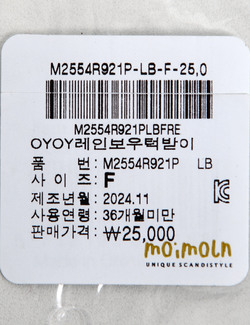 M2554R921P-LB-F-25,0
M2554R921PLBFRE
OYOY레인보우턱받이
품 번: M2554R921P LB
사 이 즈: F
제조년월: 2024.11
사용연령: 36개월미만
판매가격: ₩25,000
moimoln
UNIQUE SCANDISTYLE